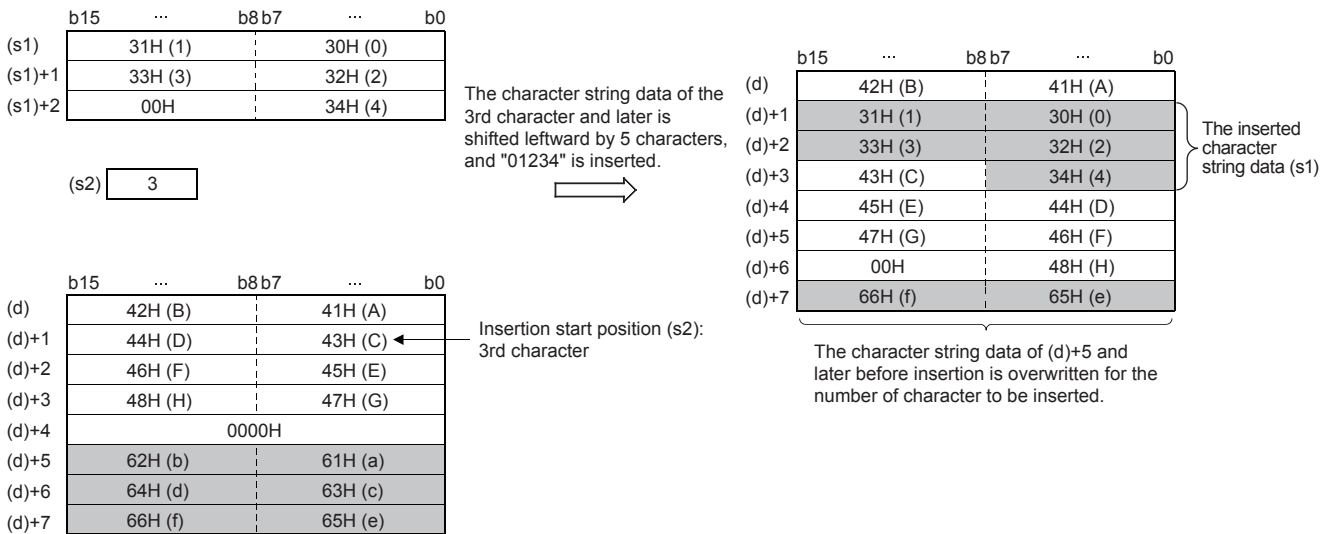 b15 ... b8 b7 ... b0
(s1) 31H (1) 30H (0)
(s1)+1 33H (3) 32H (2)
(s1)+2 00H 34H (4)
(s2) 3
The character string data of the
3rd character and later is
shifted leftward by 5 characters,
and "01234" is inserted.
b15 ... b8 b7 ... b0
(d) 42H (B) 41H (A)
(d)+1 44H (D) 43H (C)
(d)+2 46H (F) 45H (E)
(d)+3 48H (H) 47H (G)
(d)+4 0000H
(d)+5 62H (b) 61H (a)
(d)+6 64H (d) 63H (c)
(d)+7 66H (f) 65H (e)
Insertion start position (s2):
3rd character
b15 ... b8 b7 ... b0
(d) 42H (B) 41H (A)
(d)+1 31H (1) 30H (0)
(d)+2 33H (3) 32H (2)
(d)+3 43H (C) 34H (4)
(d)+4 45H (E) 44H (D)
(d)+5 47H (G) 46H (F)
(d)+6 00H 48H (H)
(d)+7 66H (f) 65H (e)
The inserted
character
string data (s1)
The character string data of (d)+5 and
later before insertion is overwritten for the
number of character to be inserted.